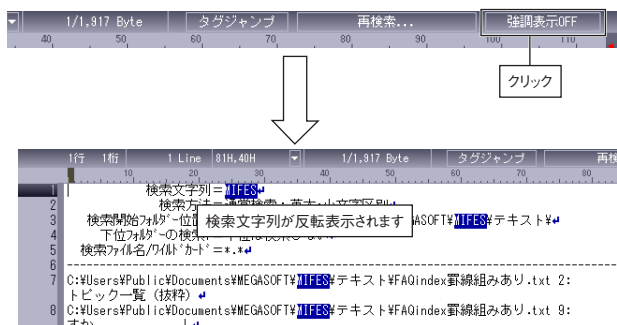 1/1,917 Byte タグジャンプ 再検索... 強調表示OFF
40 50 60 70 80 90 100 110
クリック
1行 1桁 1 Line 81H,40H 1/1,917 Byte タグジャンプ 再検
10 20 30 40 50 60 70 80
1 検索文字列=MIFES
2 検索方法=通常検索・英大・小文字区別
3 検索開始フォルダー位置 GASOFT¥MIFES¥テキスト¥
検索文字列が反転表示されます
4 下位フォルダーの検索
5 検索ファイル名/ワイルドカード=*.*
6
7 C:¥Users¥Public¥Documents¥MEGASOFT¥MIFES¥テキスト¥FAQindex罫線組みあり.txt 2:
トピック一覧（抜粋）
8 C:¥Users¥Public¥Documents¥MEGASOFT¥MIFES¥テキスト¥FAQindex罫線組みあり.txt 9: